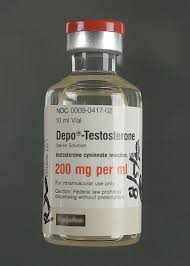 NDC 0009-0417-02
10 ml Vial
Depo®-Testosterone
Sterile Solution
testosterone cypionate injection
200 mg per ml
For intramuscular use only
Caution: Federal law prohibits
dispensing without prescription.